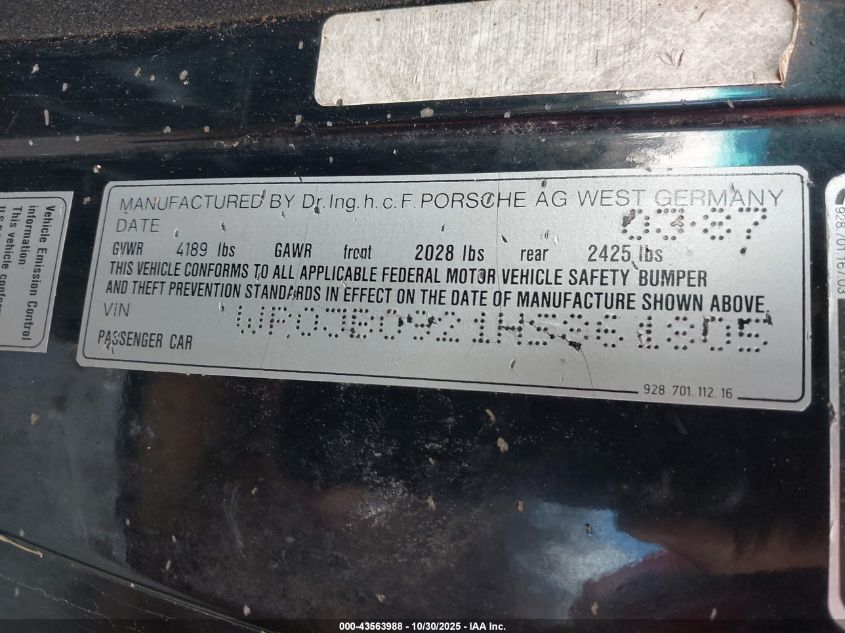 MANUFACTURED BY Dr. Ing. h. c. F. PORSCHE AG WEST GERMANY
DATE 03·87
GVWR 4189 lbs GAWR front 2028 lbs rear 2425 lbs
THIS VEHICLE CONFORMS TO ALL APPLICABLE FEDERAL MOTOR VEHICLE SAFETY BUMPER
AND THEFT PREVENTION STANDARDS IN EFFECT ON THE DATE OF MANUFACTURE SHOWN ABOVE.
ViN WP0JB0921HS861805
PASSENGER CAR
928 701. 112. 16
Vehicle Emission Control
information
This vehicle
000-43563988 - 10/30/2025 - IAA Inc.